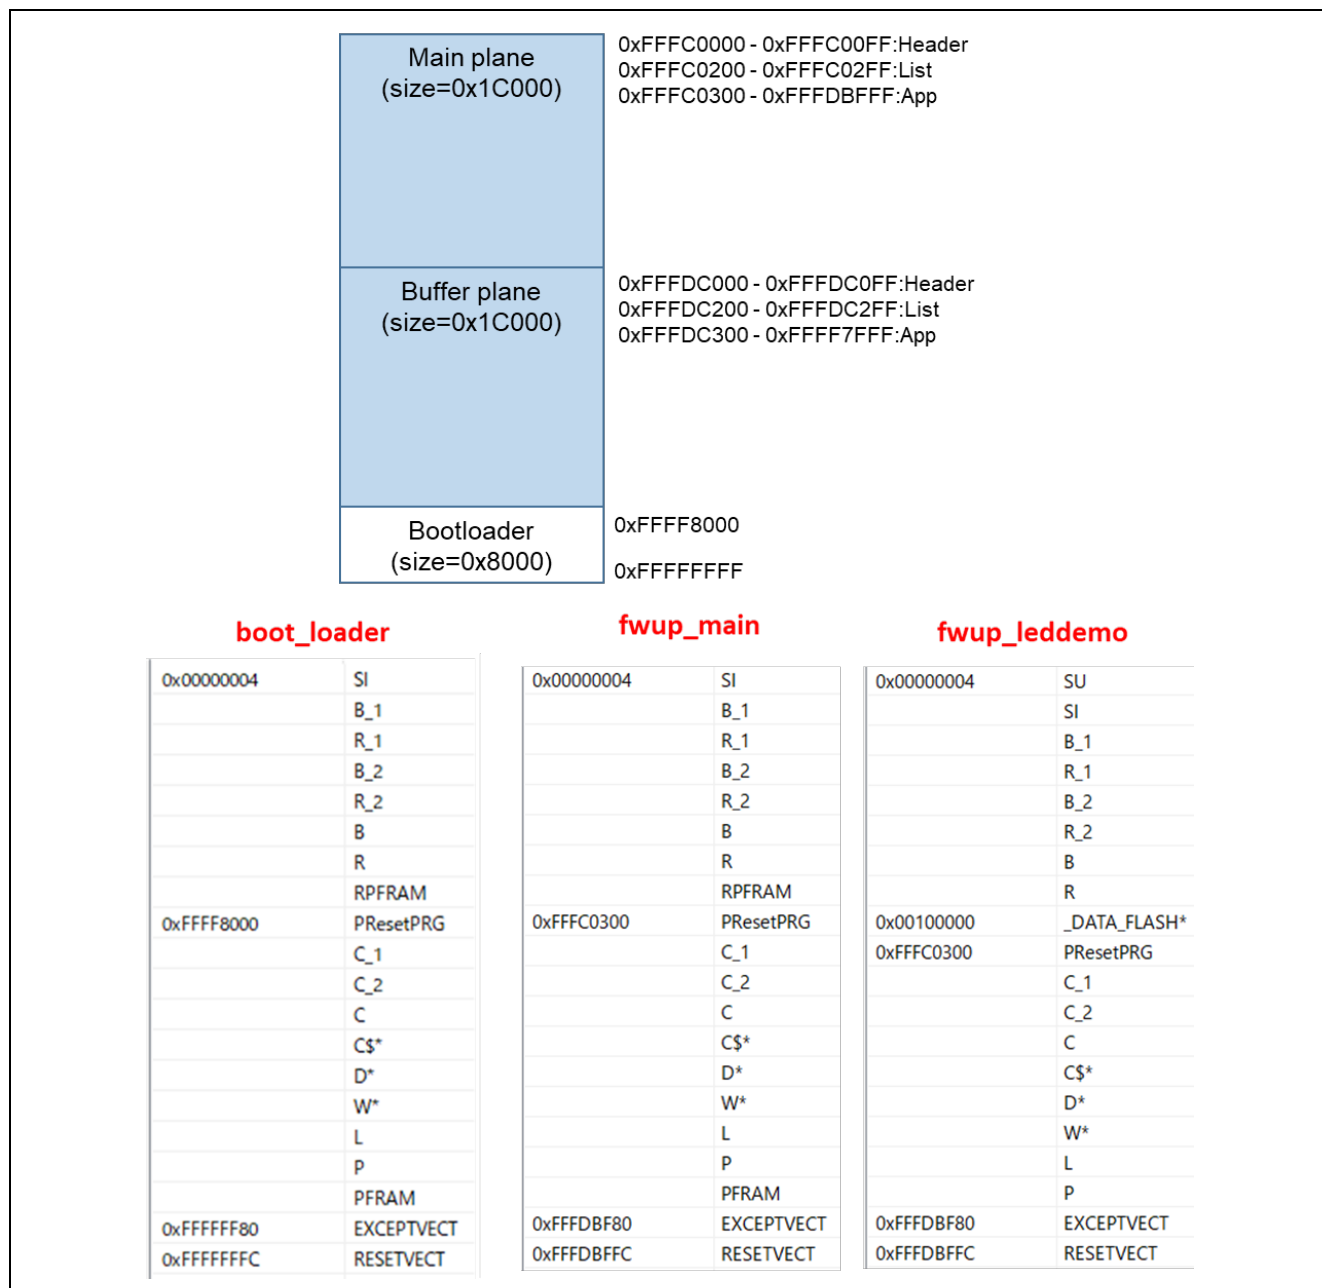 Main plane
(size=0x1C000)
0xFFFC0000 - 0xFFFC00FF:Header
0xFFFC0200 - 0xFFFC02FF:List
0xFFFC0300 - 0xFFFDBFFF:App
Buffer plane
(size=0x1C000)
0xFFFDC000 - 0xFFFDC0FF:Header
0xFFFDC200 - 0xFFFDC2FF:List
0xFFFDC300 - 0xFFFF7FFF:App
Bootloader
(size=0x8000)
0xFFFF8000
0xFFFFFFFF
boot_loader
0x00000004 SI
B_1
R_1
B_2
R_2
B
R
RPFRAM
0xFFFF8000 PResetPRG
C_1
C_2
C
C$*
D*
W*
L
P
PFRAM
0xFFFFFF80 EXCEPTVECT
0xFFFFFFFC RESETVECT
fwup_main
0x00000004 SI
B_1
R_1
B_2
R_2
B
R
RPFRAM
0xFFFC0300 PResetPRG
C_1
C_2
C
C$*
D*
W*
L
P
PFRAM
0xFFFDBF80 EXCEPTVECT
0xFFFDBFFC RESETVECT
fwup_leddemo
0x00000004 SU
SI
B_1
R_1
B_2
R_2
B
R
0x00100000 _DATA_FLASH*
0xFFFC0300 PResetPRG
C_1
C_2
C
C$*
D*
W*
L
P
0xFFFDBF80 EXCEPTVECT
0xFFFDBFFC RESETVECT